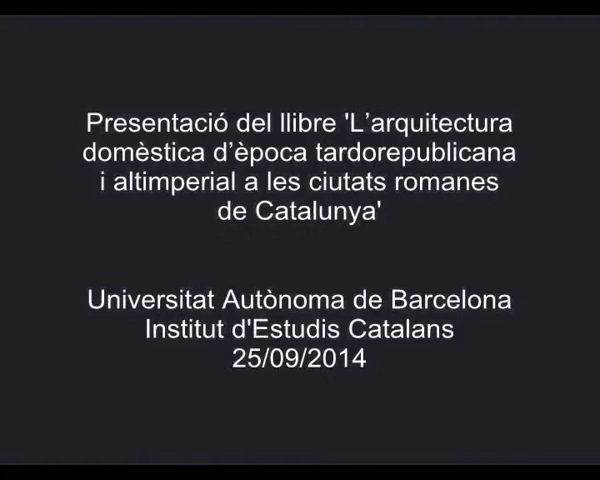 Presentació del llibre 'L’arquitectura
domèstica d’època tardorepublicana
i altimperial a les ciutats romanes
de Catalunya'
Universitat Autònoma de Barcelona
Institut d'Estudis Catalans
25/09/2014